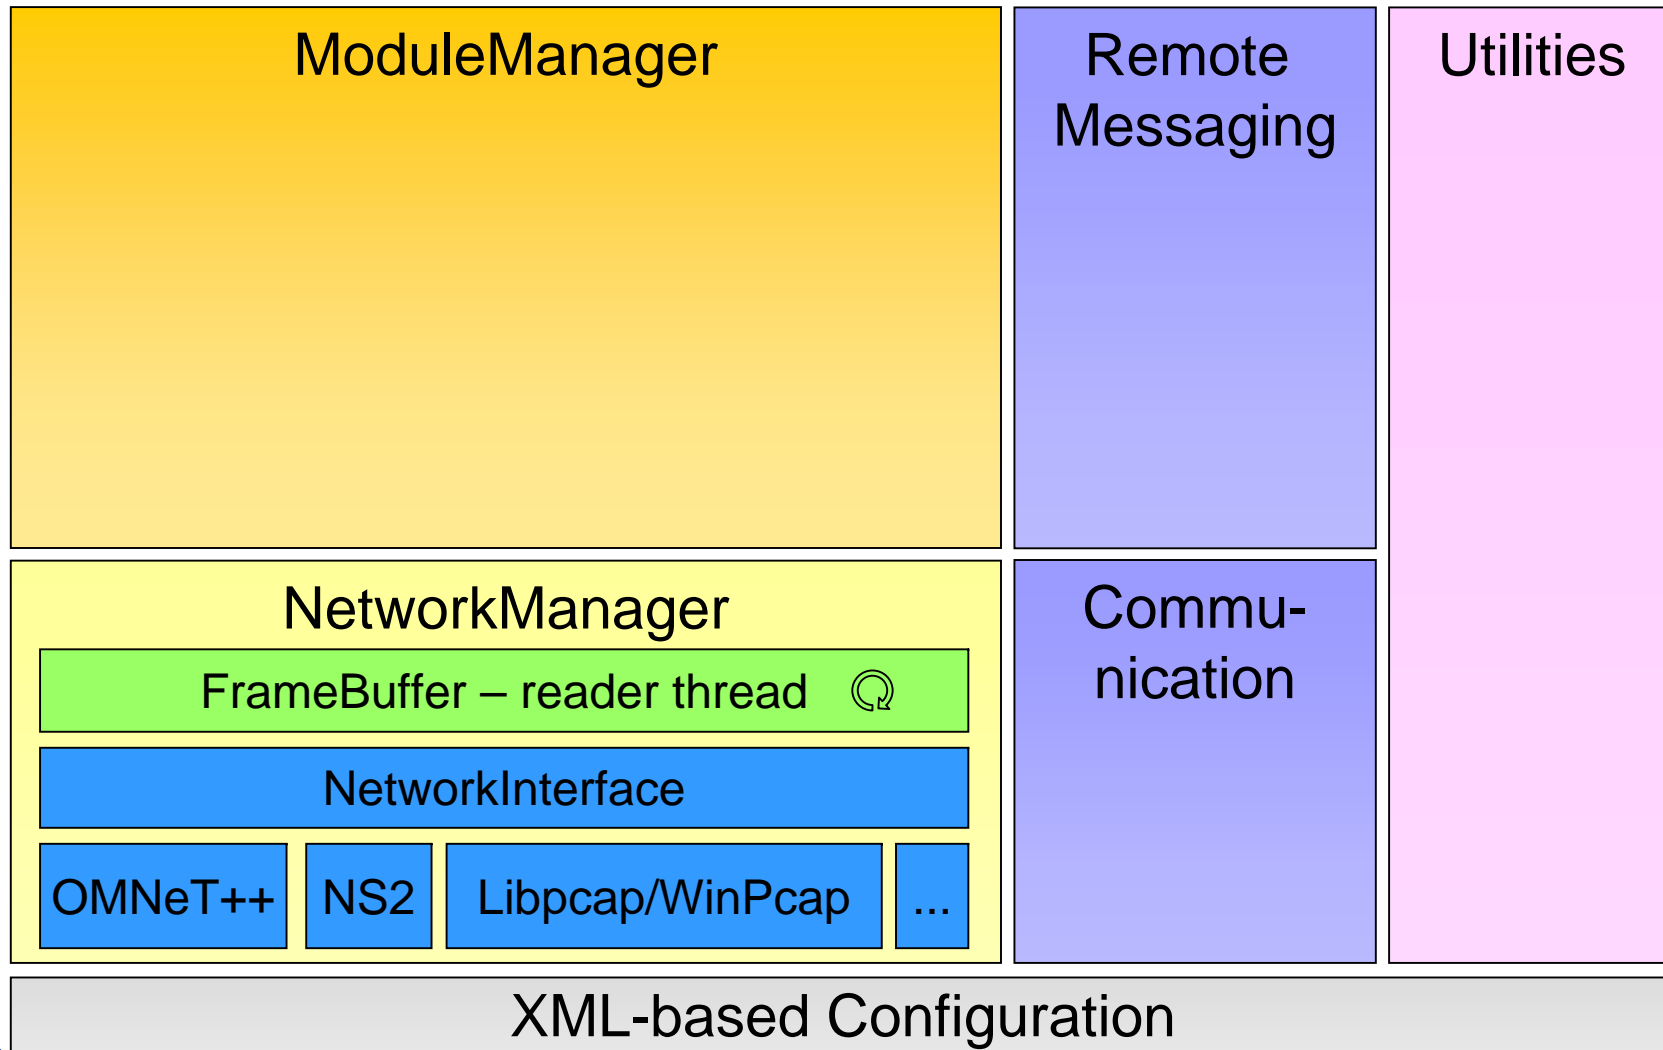 ModuleManager
Remote
Messaging
Utilities
NetworkManager
FrameBuffer – reader thread
NetworkInterface
OMNeT++
NS2
Libpcap/WinPcap
...
Commu-
nication
XML-based Configuration